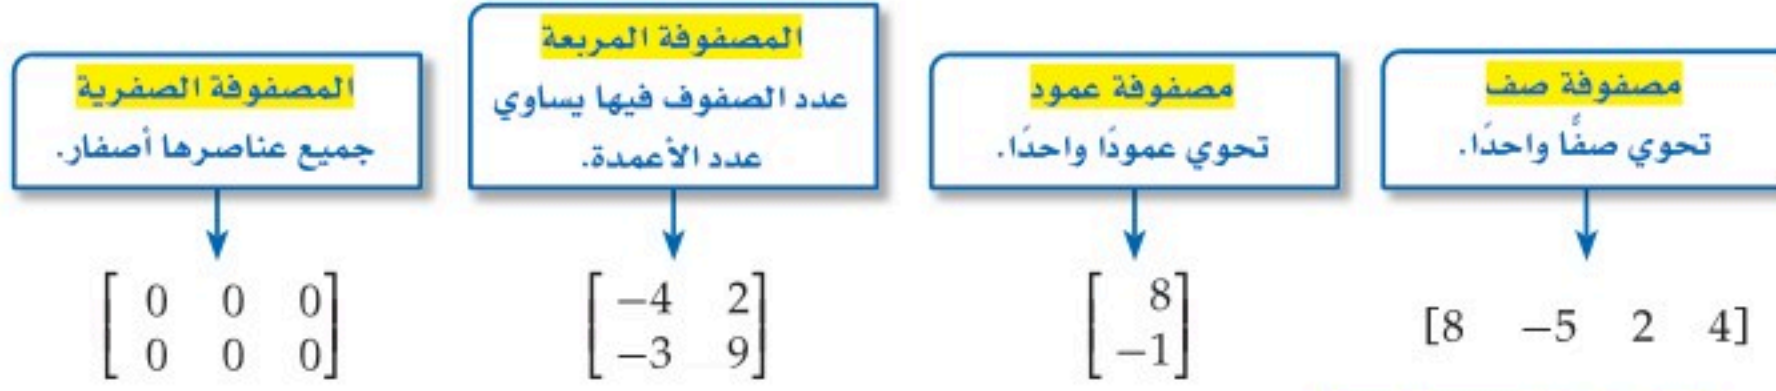 مصفوفة صف
تحوي صفًّا واحدًا.
[8 −5 2 4]
مصفوفة عمود
تحوي عمودًا واحدًا.
8
−1
المصفوفة المربعة
عدد الصفوف فيها يساوي
عدد الأعمدة.
−4 2
−3 9
المصفوفة الصفرية
جميع عناصرها أصفار.
0 0 0
0 0 0